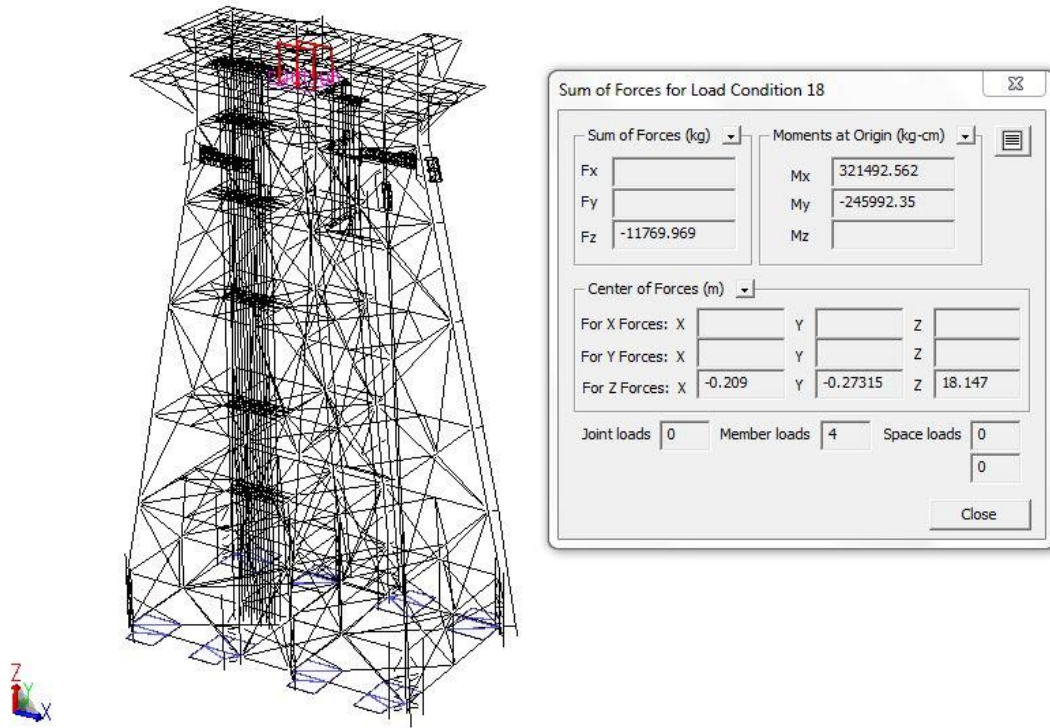 Sum of Forces for Load Condition 18
Sum of Forces (kg)
Moments at Origin (kg-cm)
Fx
Mx 321492.562
Fy
My -245992.35
Fz -11769.969
Mz
Center of Forces (m)
For X Forces: X Y Z
For Y Forces: X Y Z
For Z Forces: X -0.209 Y -0.27315 Z 18.147
Joint loads 0 Member loads 4 Space loads 0
0
Close
Z
Y
X